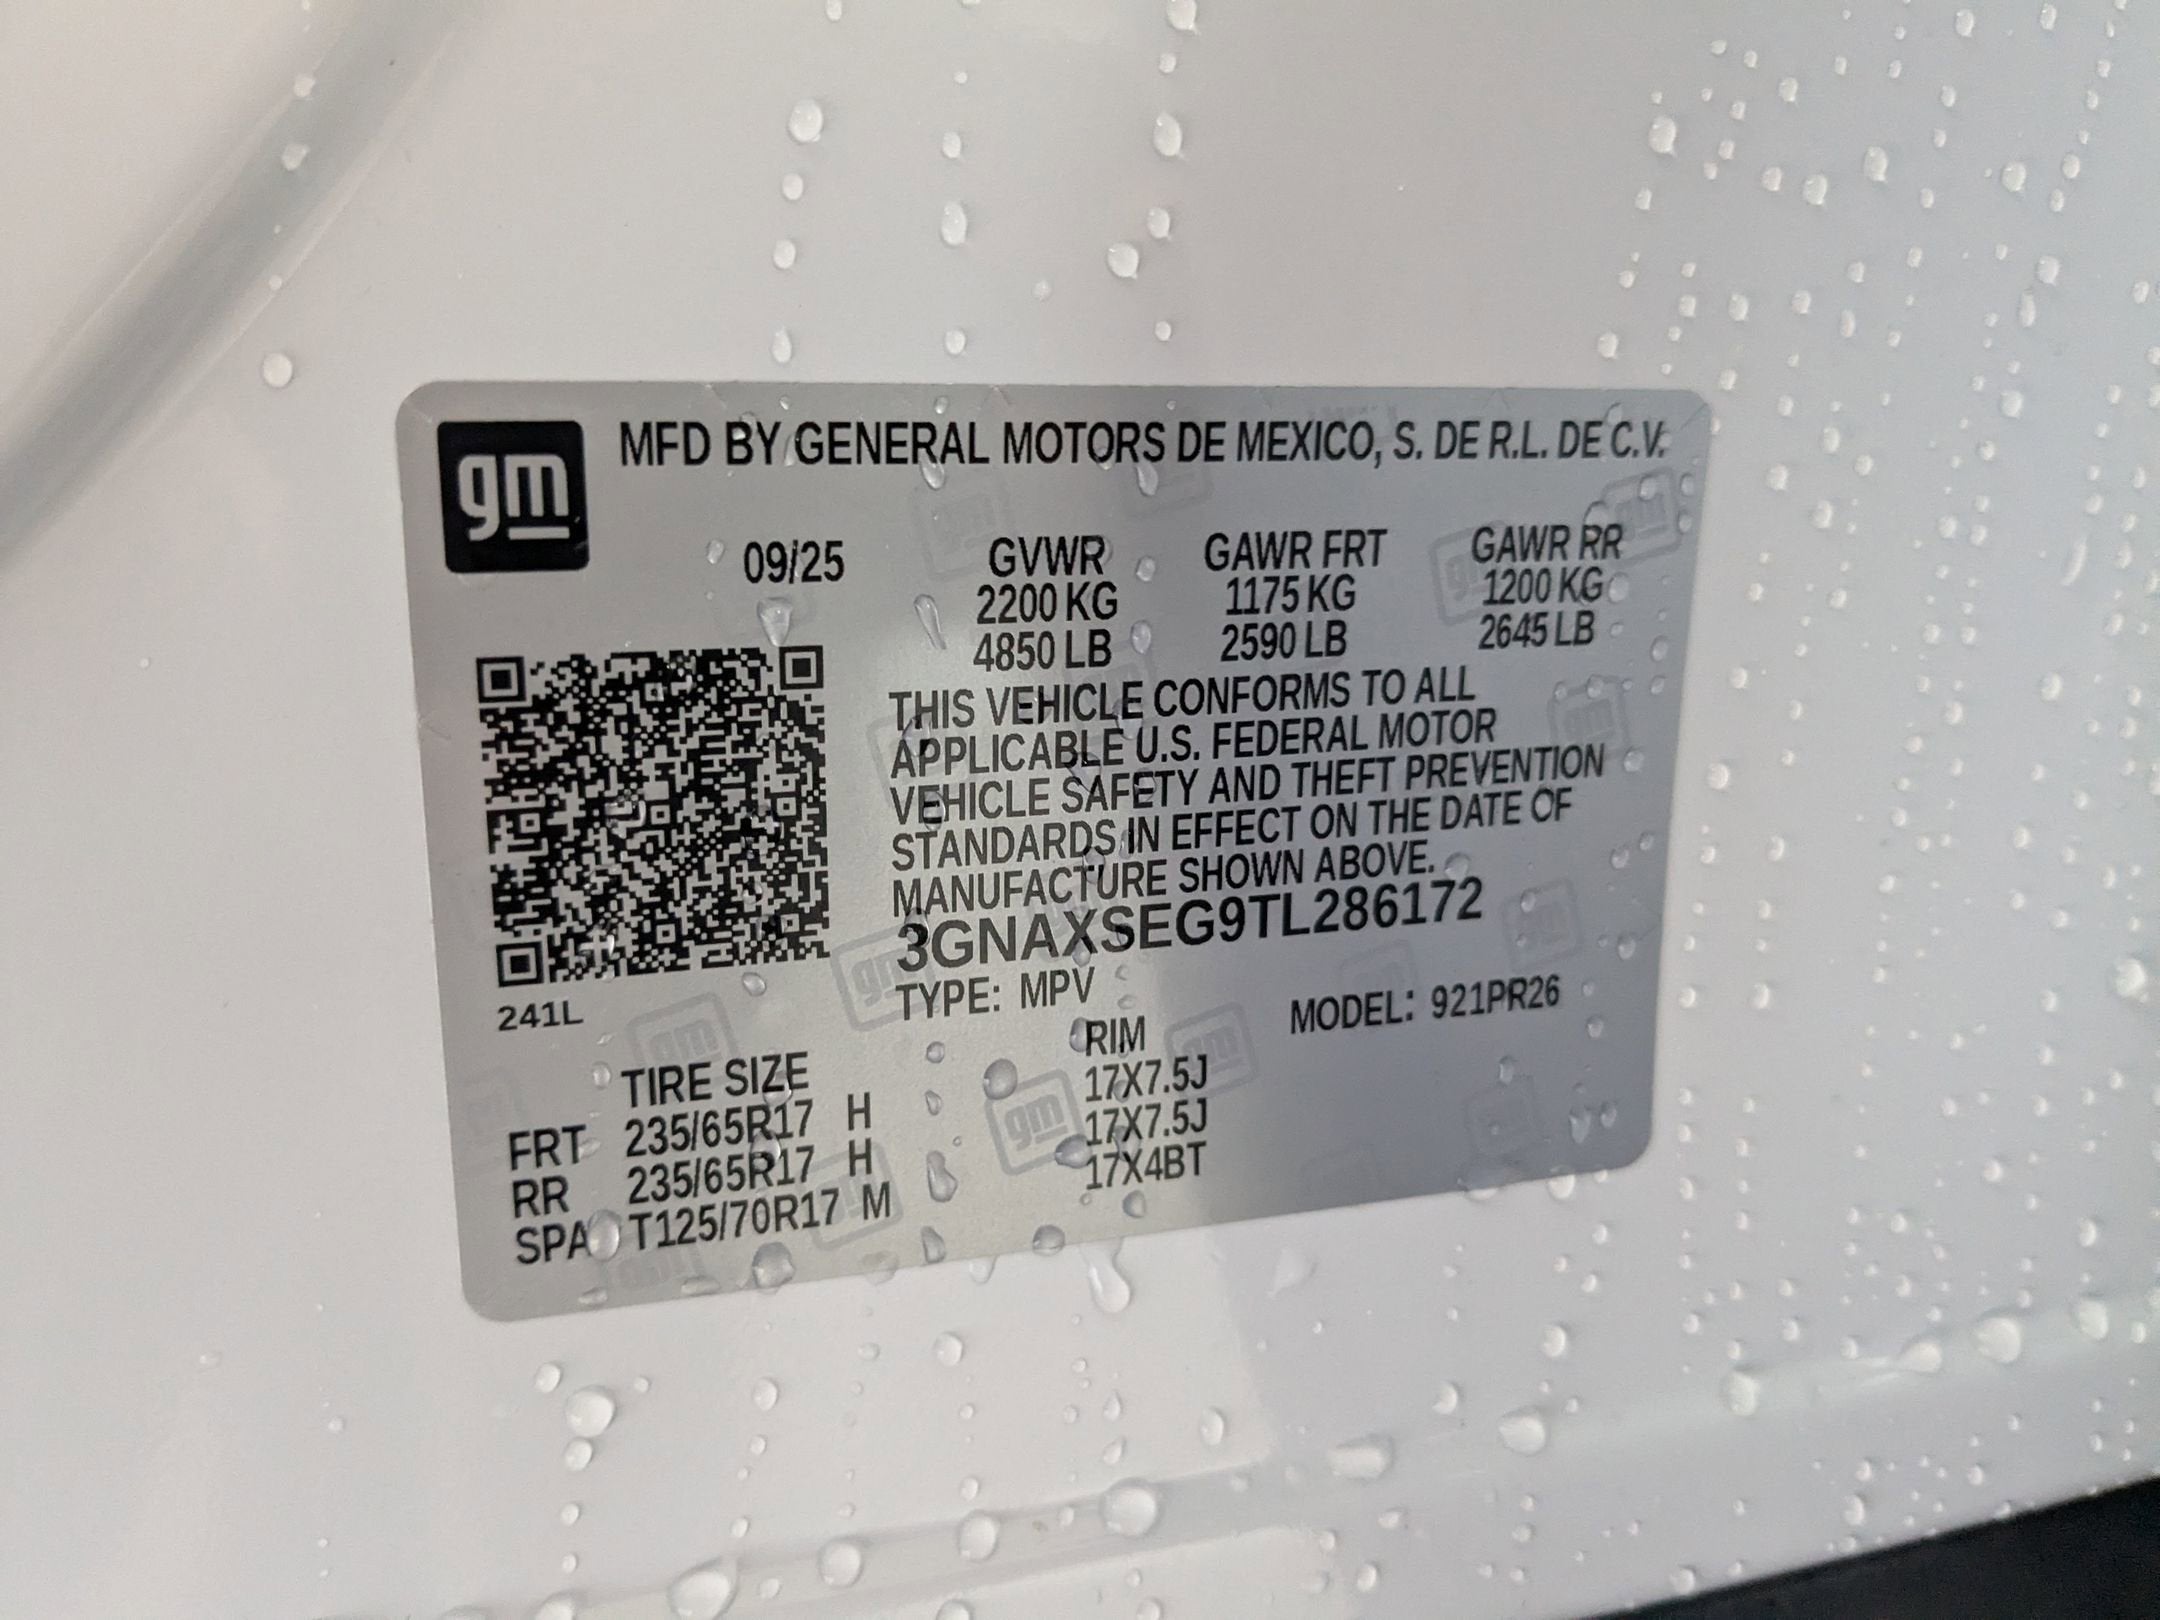 gm MFD BY GENERAL MOTORS DE MEXICO, S. DE R.L. DE C.V.
09/25 GVWR GAWR FRT GAWR RR
2200 KG 1175 KG 1200 KG
4850 LB 2590 LB 2645 LB
THIS VEHICLE CONFORMS TO ALL
APPLICABLE U.S. FEDERAL MOTOR
VEHICLE SAFETY AND THEFT PREVENTION
STANDARDS IN EFFECT ON THE DATE OF
MANUFACTURE SHOWN ABOVE.
3GNAXSEG9TL286172
TYPE: MPV MODEL: 921PR26
241L
TIRE SIZE RIM
FRT 235/65R17 H 17X7.5J
RR 235/65R17 H 17X7.5J
SPA T125/70R17 M 17X4BT